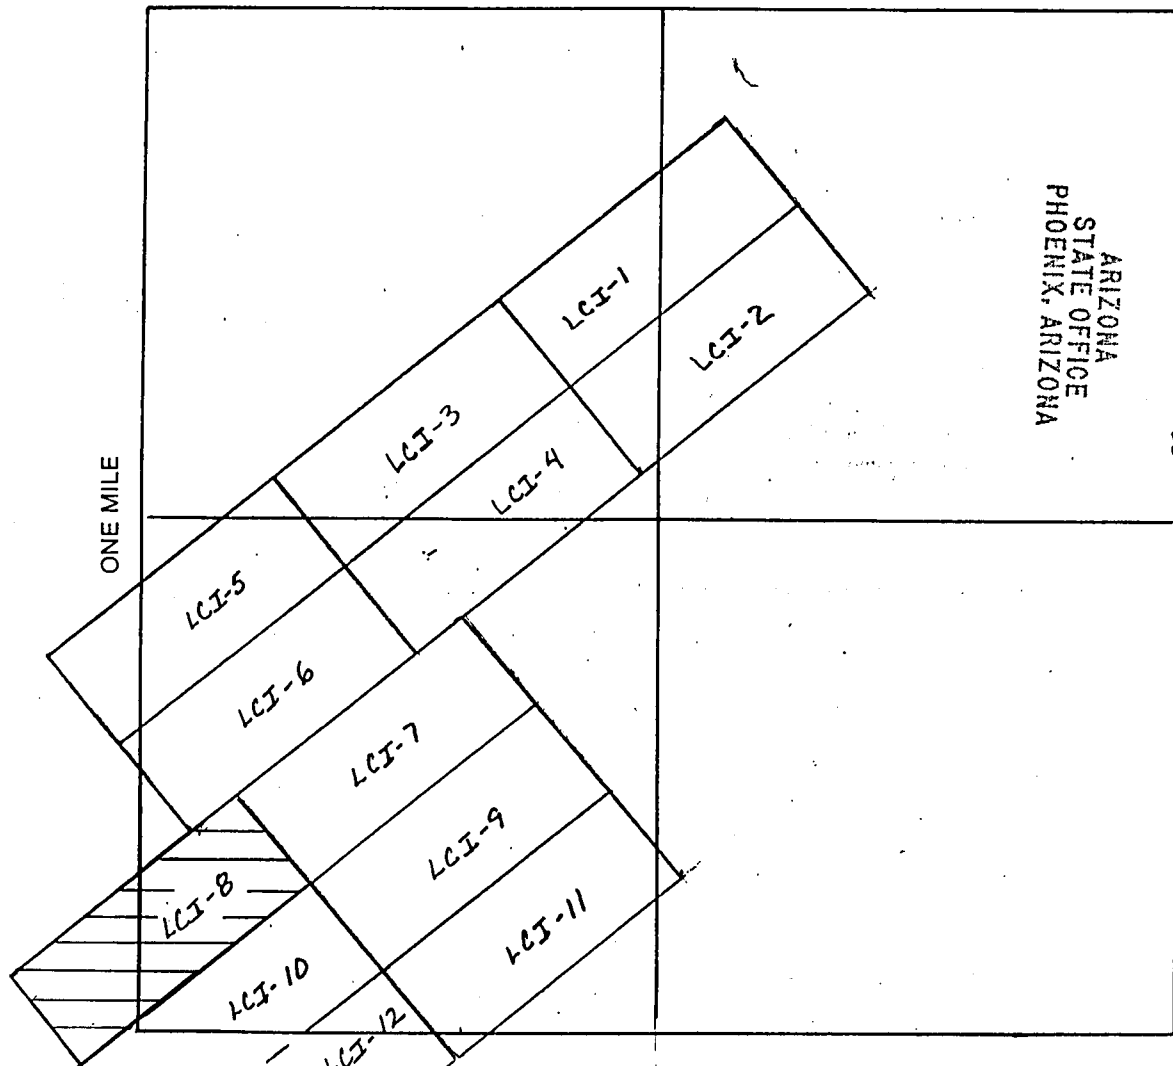 ARIZONA
STATE OFFICE
PHOENIX, ARIZONA
ONE MILE
LCI-1
LCI-2
LCI-3
LCI-4
LCI-5
LCI-6
LCI-7
LCI-8
LCI-9
LCI-10
LCI-11
LCI-12